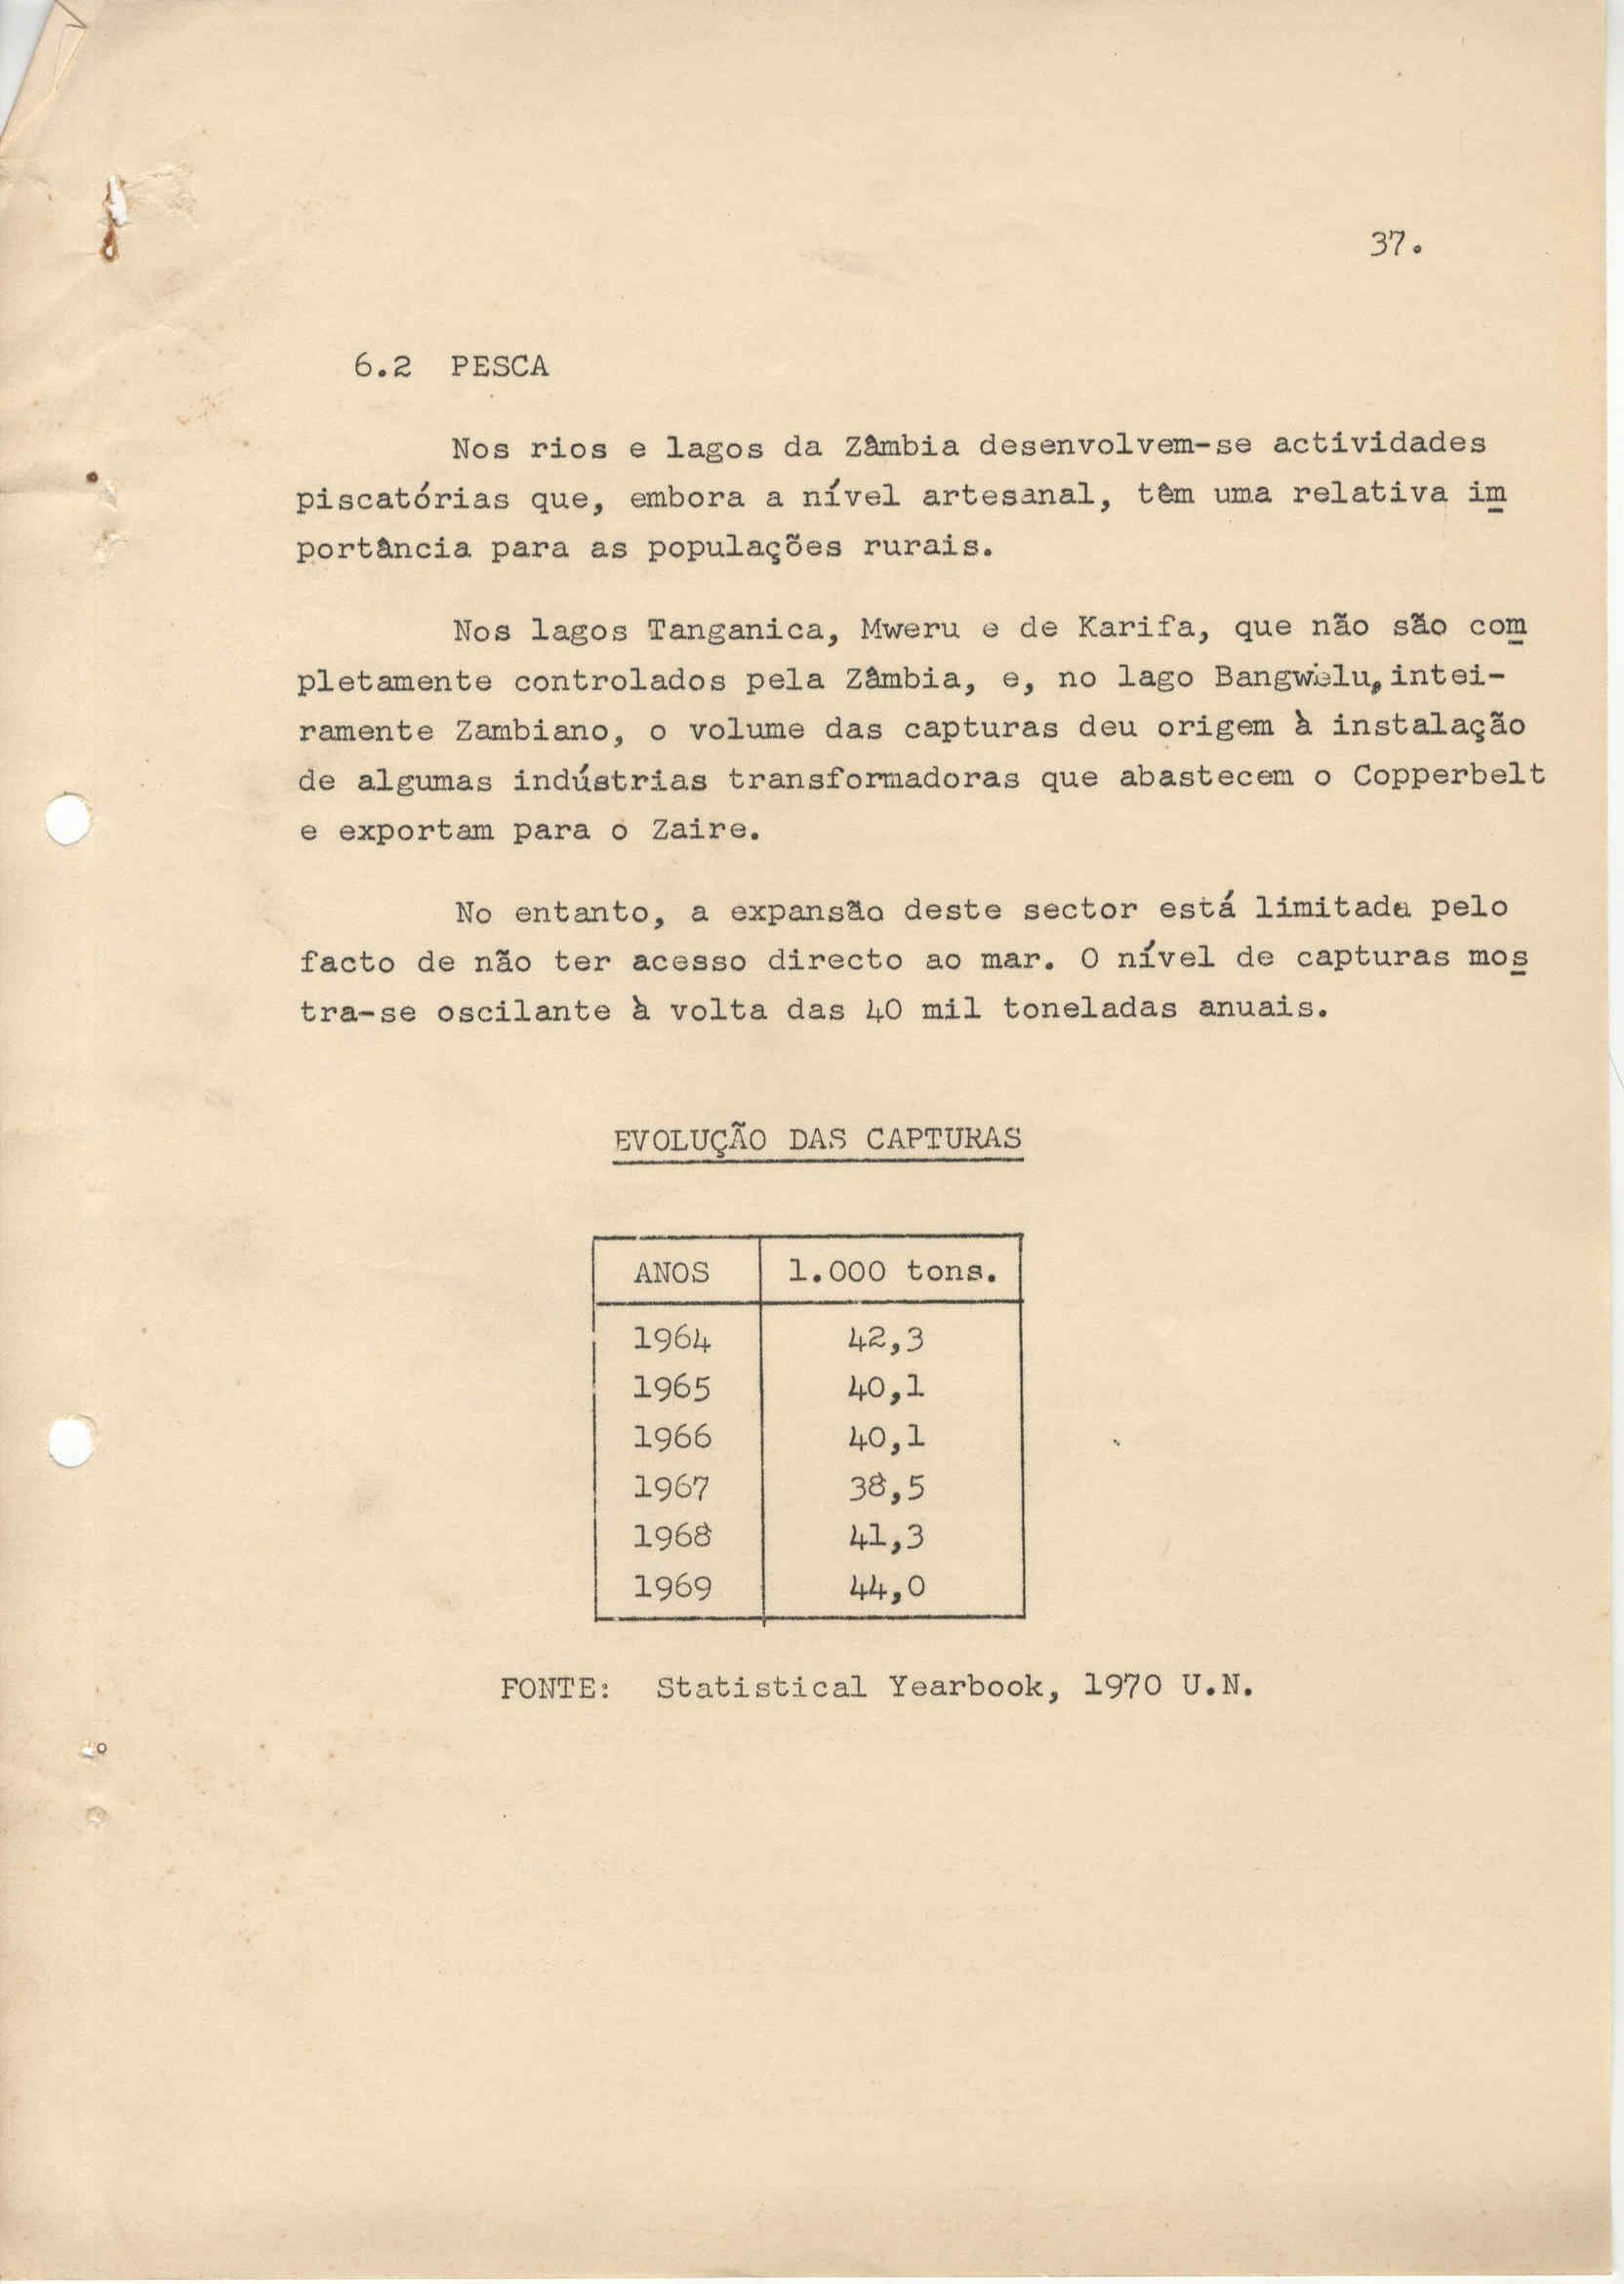 37.
6.2 PESCA
Nos rios e lagos da Zâmbia desenvolvem-se actividades
piscatórias que, embora a nível artesanal, têm uma relativa im
portância para as populações rurais.
Nos lagos Tanganica, Mweru e de Karifa, que não são com
pletamente controlados pela Zâmbia, e, no lago Bangwelu, intei-
ramente Zambiano, o volume das capturas deu origem à instalação
de algumas indústrias transformadoras que abastecem o Copperbelt
e exportam para o Zaire.
No entanto, a expansão deste sector está limitada pelo
facto de não ter acesso directo ao mar. O nível de capturas mos
tra-se oscilante à volta das 40 mil toneladas anuais.
EVOLUÇÃO DAS CAPTURAS
ANOS 1.000 tons.
1964 42,3
1965 40,1
1966 40,1
1967 38,5
1968 41,3
1969 44,0
FONTE: Statistical Yearbook, 1970 U.N.